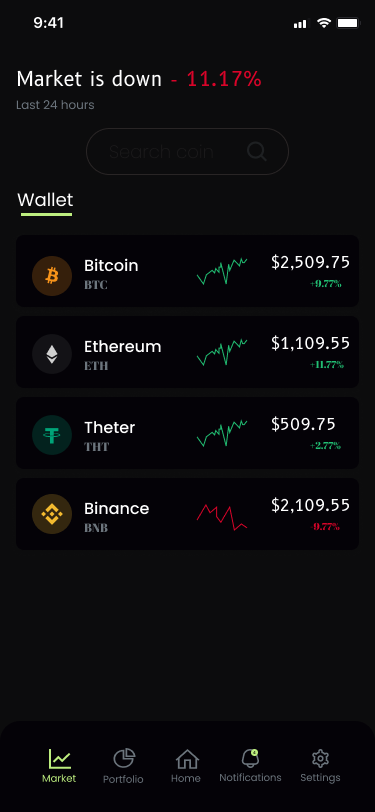 9:41
Market is down - 11.17%
Last 24 hours
Search coin
Wallet
Bitcoin
BTC
$2,509.75
+9.77%
Ethereum
ETH
$1,109.55
+11.77%
Theter
THT
$509.75
+2.77%
Binance
BNB
$2,109.55
-9.77%
Market
Portfolio
Home
Notifications
Settings